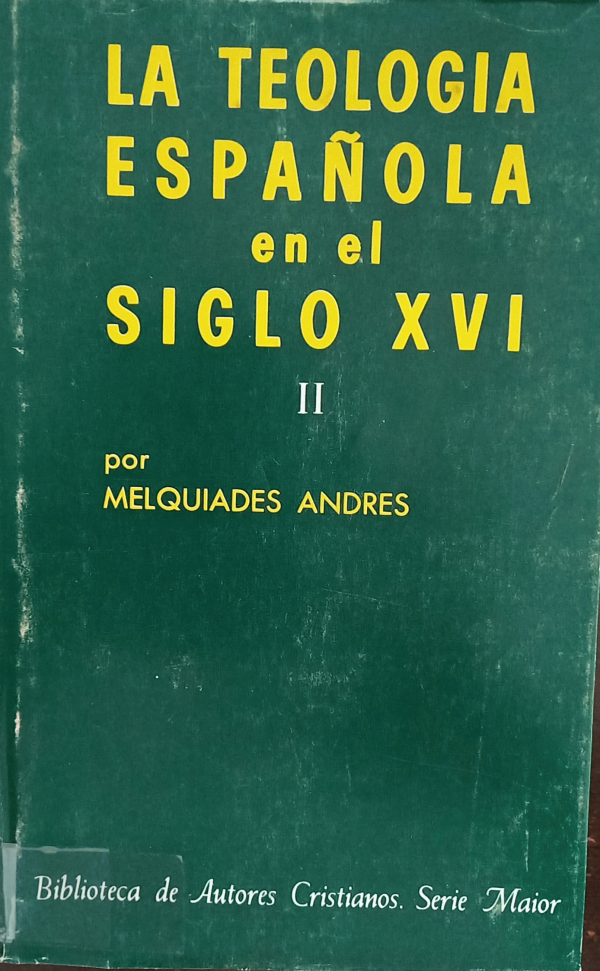 LA TEOLOGIA
ESPAÑOLA
en el
SIGLO XVI
II
por
MELQUIADES ANDRES
Biblioteca de Autores Cristianos. Serie Maior